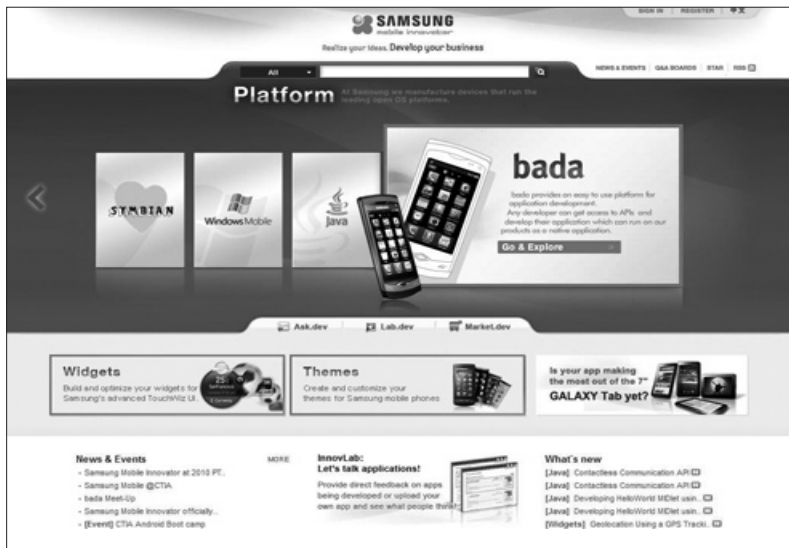 SIGN IN | REGISTER | 中文
SAMSUNG
mobile innovator
Realize your ideas. Develop your business
All
NEWS & EVENTS | Q&A BOARDS | STAR | RSS
Platform At Samsung we manufacture devices that run the
leading open OS platforms.
SYMBIAN
Windows Mobile
Java
bada
bada provides an easy to use platform for
application development.
Any developer can get access to APIs and
develop their application which can run on our
products as a native application.
Go & Explore
Ask.dev | Lab.dev | Market.dev
Widgets
Build and optimize your widgets for
Samsung's advanced TouchWiz UI.
Themes
Create and customize your
themes for Samsung mobile phones
Is your app making
the most out of the 7"
GALAXY Tab yet?
News & Events
MORE
- Samsung Mobile Innovator at 2010 PT..
- Samsung Mobile @CTIA
- bada Meet-Up
- Samsung Mobile Innovator officially..
- [Event] CTIA Android Boot camp
InnovLab:
Let's talk applications!
Provide direct feedback on apps
being developed or upload your
own app and see what people think!
What's new
[Java] Contactless Communication API
[Java] Contactless Communication API
[Java] Developing HelloWorld MIDlet usin..
[Java] Developing HelloWorld MIDlet usin..
[Widgets] Geolocation Using a GPS Tracki..